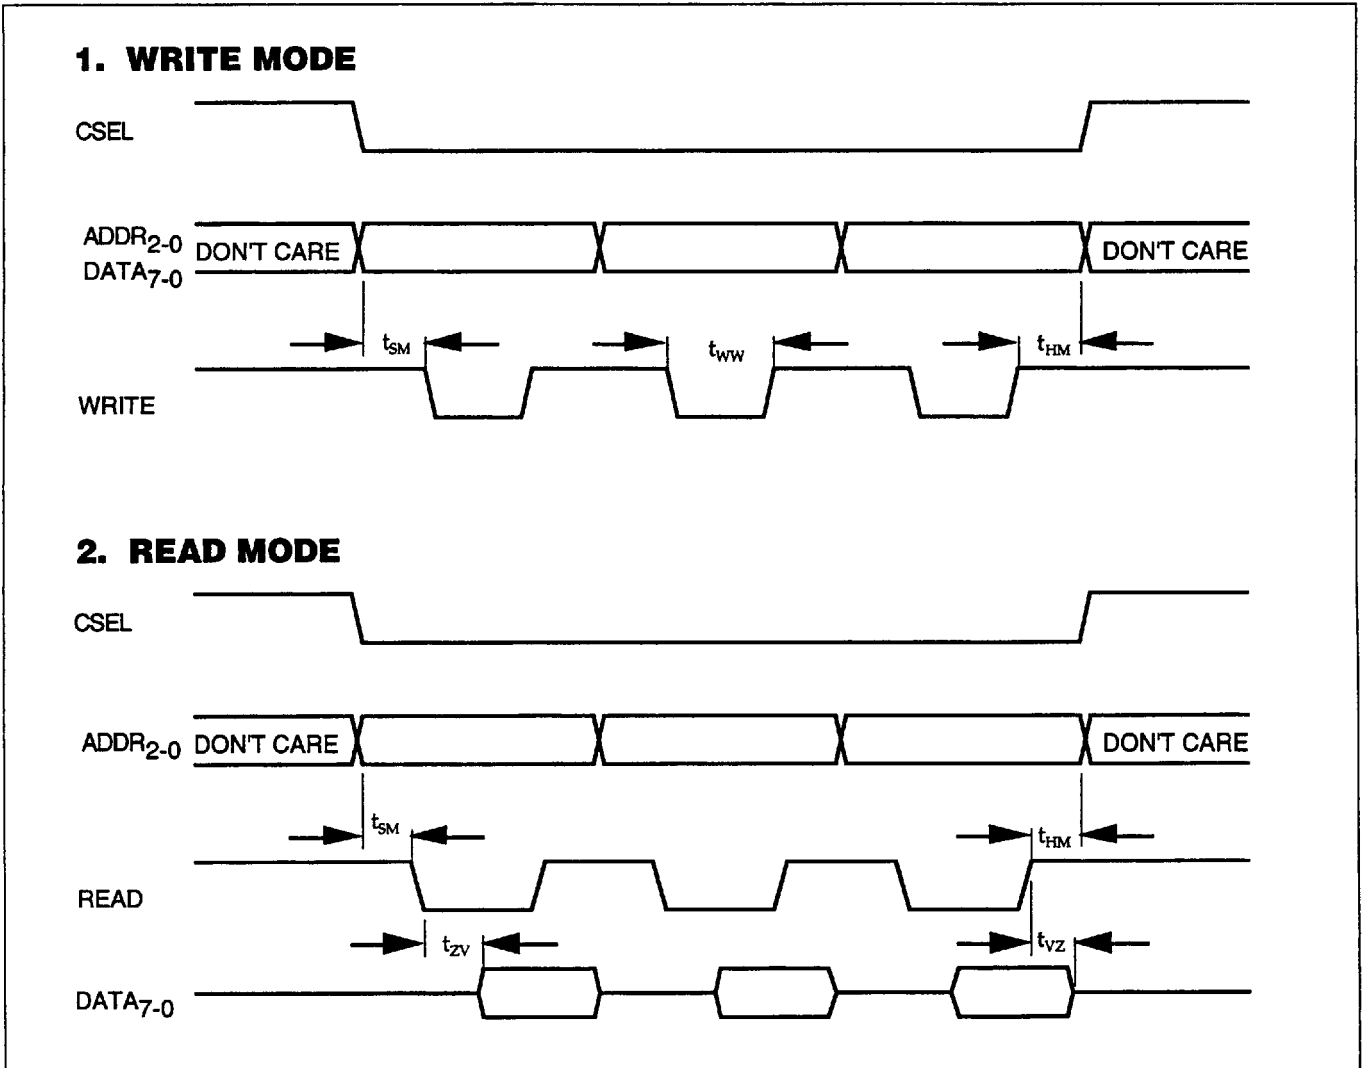 1. WRITE MODE
CSEL
ADDR2-0
DON'T CARE DON'T CARE
DATA7-0
tSM tWW tHM
WRITE
2. READ MODE
CSEL
ADDR2-0 DON'T CARE DON'T CARE
tSM tHM
READ
tZV tVZ
DATA7-0